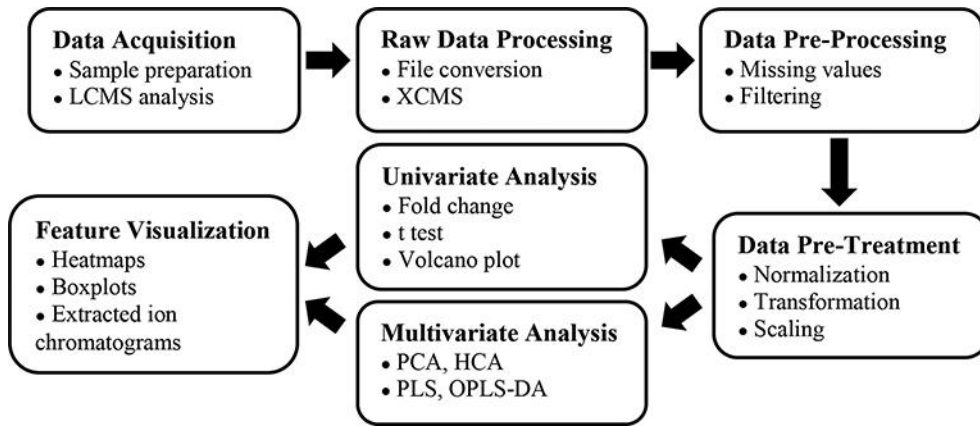 Data Acquisition
• Sample preparation
• LCMS analysis
Raw Data Processing
• File conversion
• XCMS
Data Pre-Processing
• Missing values
• Filtering
Data Pre-Treatment
• Normalization
• Transformation
• Scaling
Univariate Analysis
• Fold change
• t test
• Volcano plot
Multivariate Analysis
• PCA, HCA
• PLS, OPLS-DA
Feature Visualization
• Heatmaps
• Boxplots
• Extracted ion
chromatograms